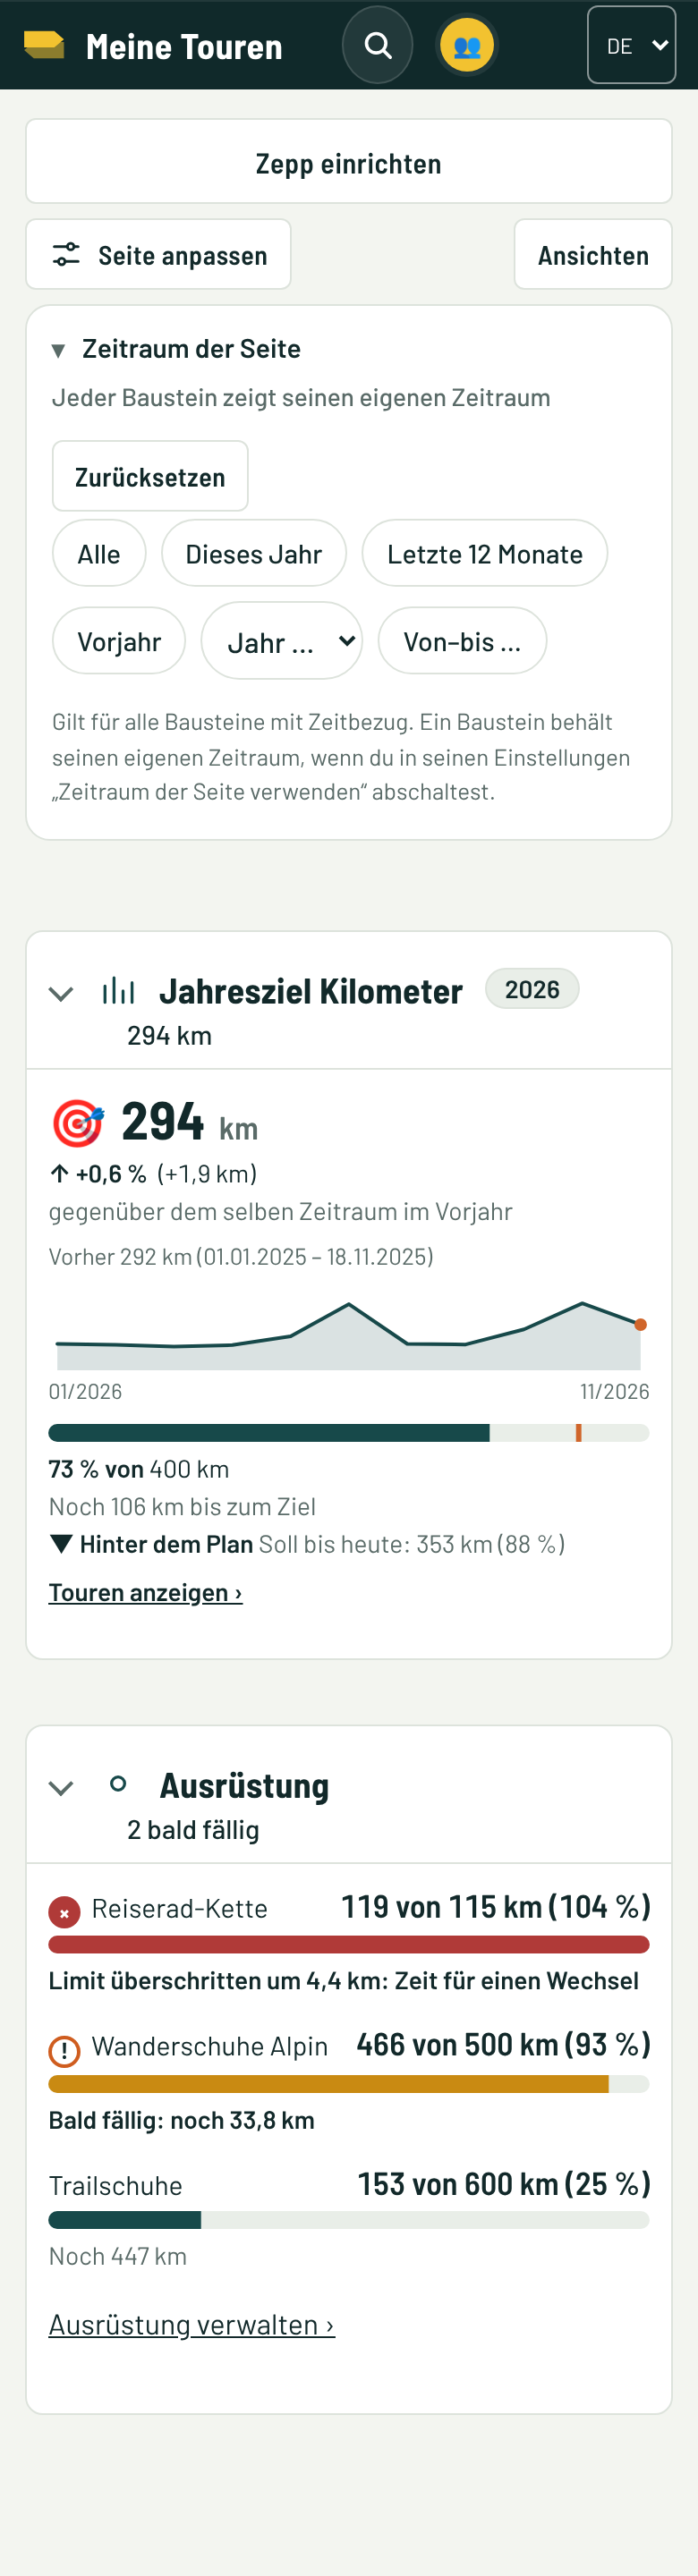 Meine Touren
DE
Zepp einrichten
Seite anpassen
Ansichten
▼ Zeitraum der Seite
Jeder Baustein zeigt seinen eigenen Zeitraum
Zurücksetzen
Alle
Dieses Jahr
Letzte 12 Monate
Vorjahr
Jahr ...
Von–bis ...
Gilt für alle Bausteine mit Zeitbezug. Ein Baustein behält
seinen eigenen Zeitraum, wenn du in seinen Einstellungen
„Zeitraum der Seite verwenden“ abschaltest.
Jahresziel Kilometer
2026
294 km
294 km
↑ +0,6 % (+1,9 km)
gegenüber dem selben Zeitraum im Vorjahr
Vorher 292 km (01.01.2025 – 18.11.2025)
01/2026
11/2026
73 % von 400 km
Noch 106 km bis zum Ziel
▼ Hinter dem Plan Soll bis heute: 353 km (88 %)
Touren anzeigen ›
Ausrüstung
2 bald fällig
Reiserad-Kette
119 von 115 km (104 %)
Limit überschritten um 4,4 km: Zeit für einen Wechsel
Wanderschuhe Alpin
466 von 500 km (93 %)
Bald fällig: noch 33,8 km
Trailschuhe
153 von 600 km (25 %)
Noch 447 km
Ausrüstung verwalten ›